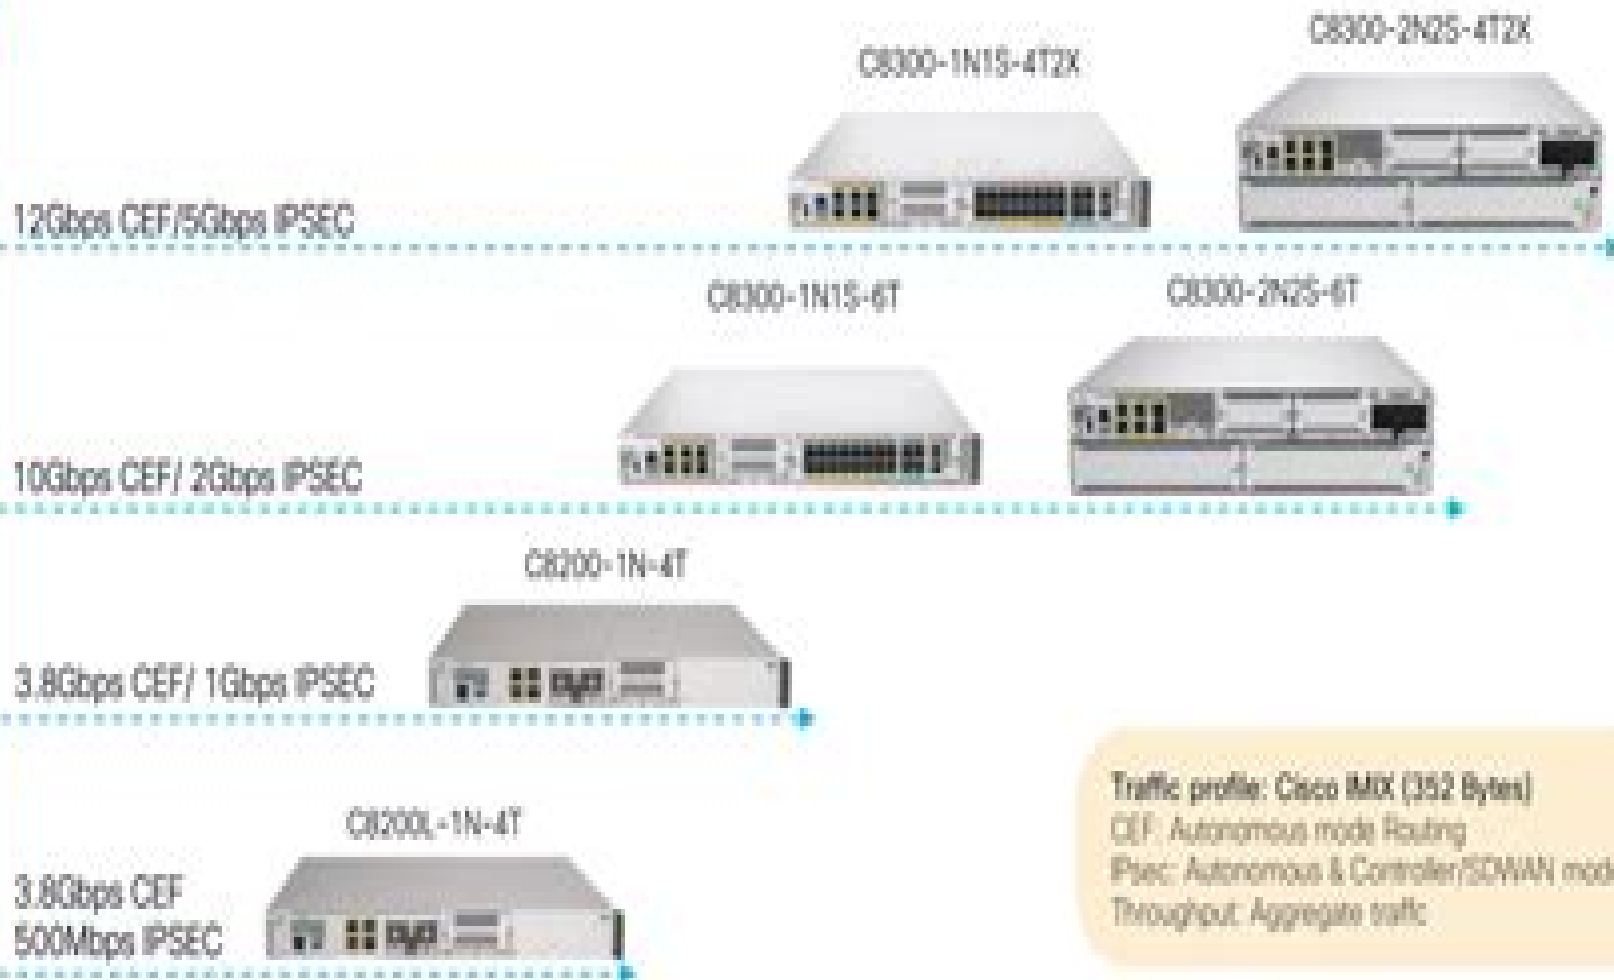 C8300-2N2S-4T2X
C8300-1N1S-4T2X
12Gbps CEF/5Gbps IPSEC
C8300-1N1S-6T
C8300-2N2S-6T
10Gbps CEF/ 2Gbps IPSEC
C8200-1N-4T
3.8Gbps CEF/ 1Gbps IPSEC
C8200L-1N-4T
3.8Gbps CEF
500Mbps IPSEC
Traffic profile: Cisco IMIX (352 Bytes)
CEF: Autonomous mode Routing
IPsec: Autonomous & Controller/SDWAN mode
Throughput: Aggregate traffic